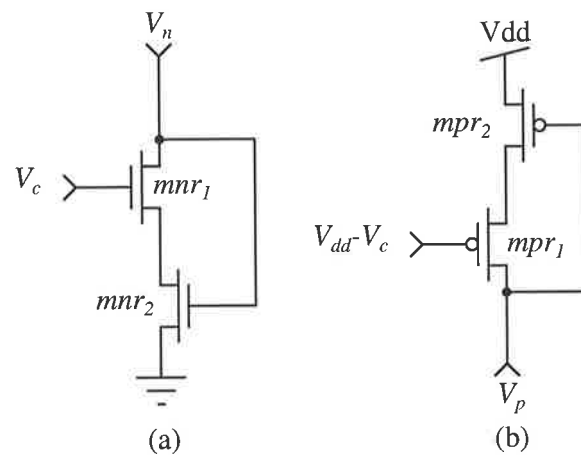 V_n
Vdd
mpr_2
V_c
mnr_1
V_dd-V_c
mpr_1
mnr_2
V_p
(a)
(b)